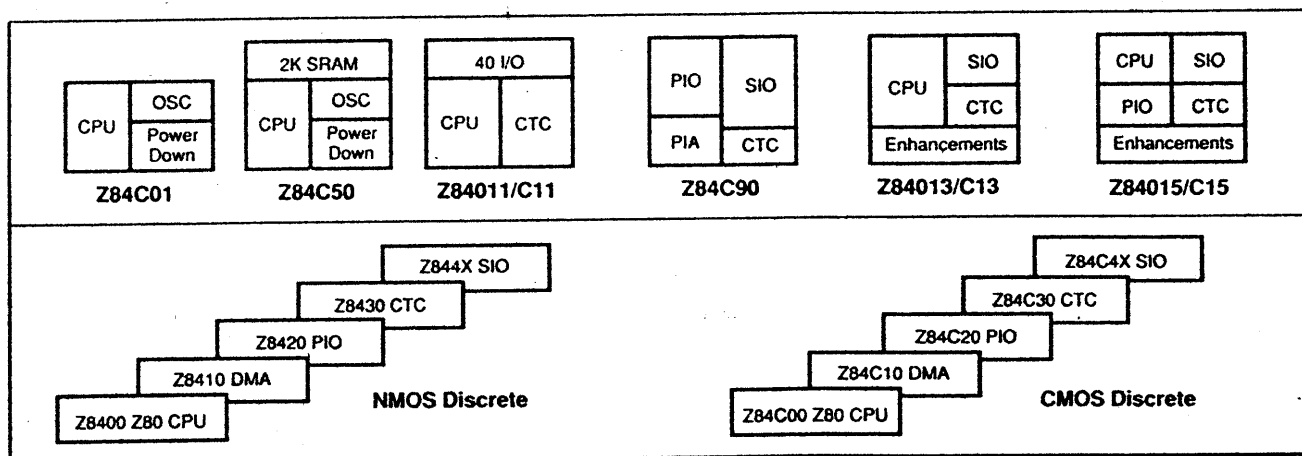 CPU
OSC
Power
Down
Z84C01
2K SRAM
CPU
OSC
Power
Down
Z84C50
40 I/O
CPU
CTC
Z84011/C11
PIO
SIO
PIA
CTC
Z84C90
CPU
SIO
CTC
Enhancements
Z84013/C13
CPU
SIO
PIO
CTC
Enhancements
Z84015/C15
Z844X SIO
Z8430 CTC
Z8420 PIO
Z8410 DMA
Z8400 Z80 CPU
NMOS Discrete
Z84C4X SIO
Z84C30 CTC
Z84C20 PIO
Z84C10 DMA
Z84C00 Z80 CPU
CMOS Discrete